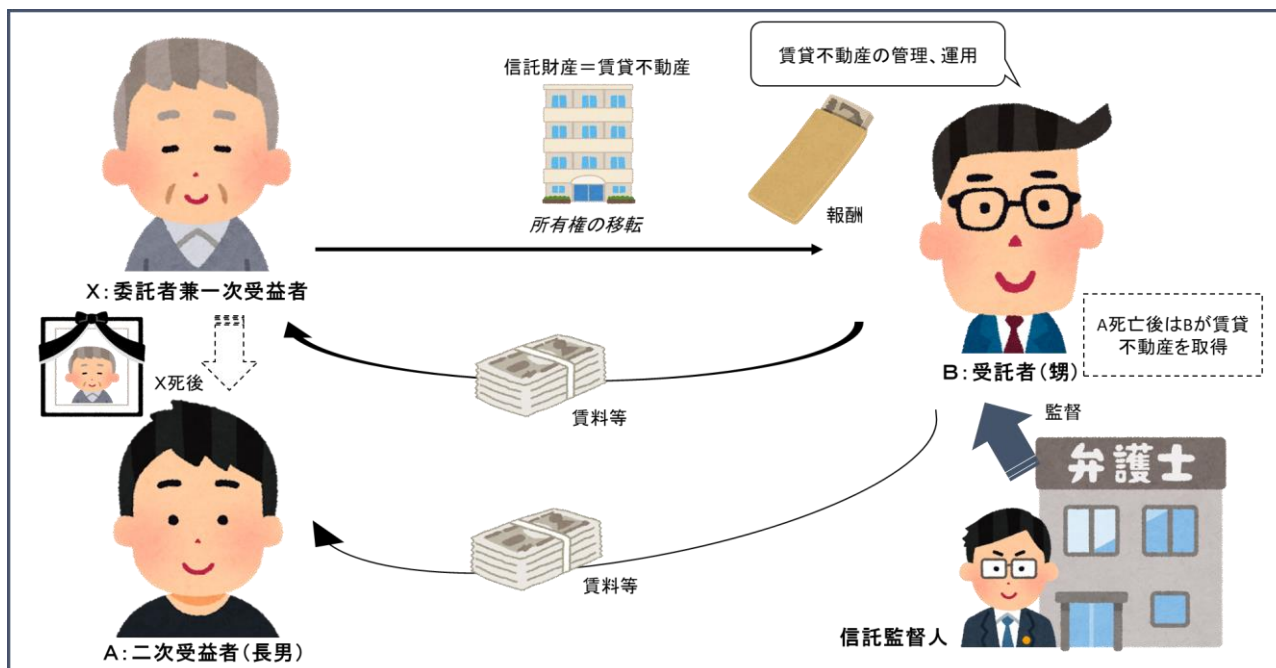 賃貸不動産の管理、運用
信託財産＝賃貸不動産
所有権の移転
報酬
X：委託者兼一次受益者
A死亡後はBが賃貸
不動産を取得
B：受託者（甥）
X死後
賃料等
監督
弁護士
賃料等
信託監督人
A：二次受益者（長男）